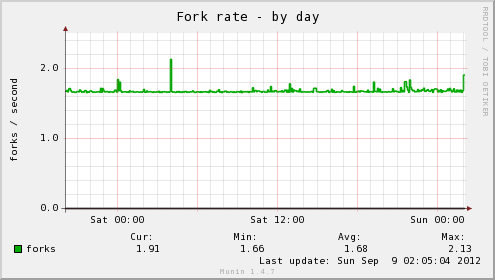 Fork rate - by day
RRDTOOL / TOBI OETIKER
forks / second
2.0
1.0
0.0
Sat 00:00 Sat 12:00 Sun 00:00
Cur: Min: Avg: Max:
forks 1.91 1.66 1.68 2.13
Last update: Sun Sep 9 02:05:04 2012
Munin 1.4.7